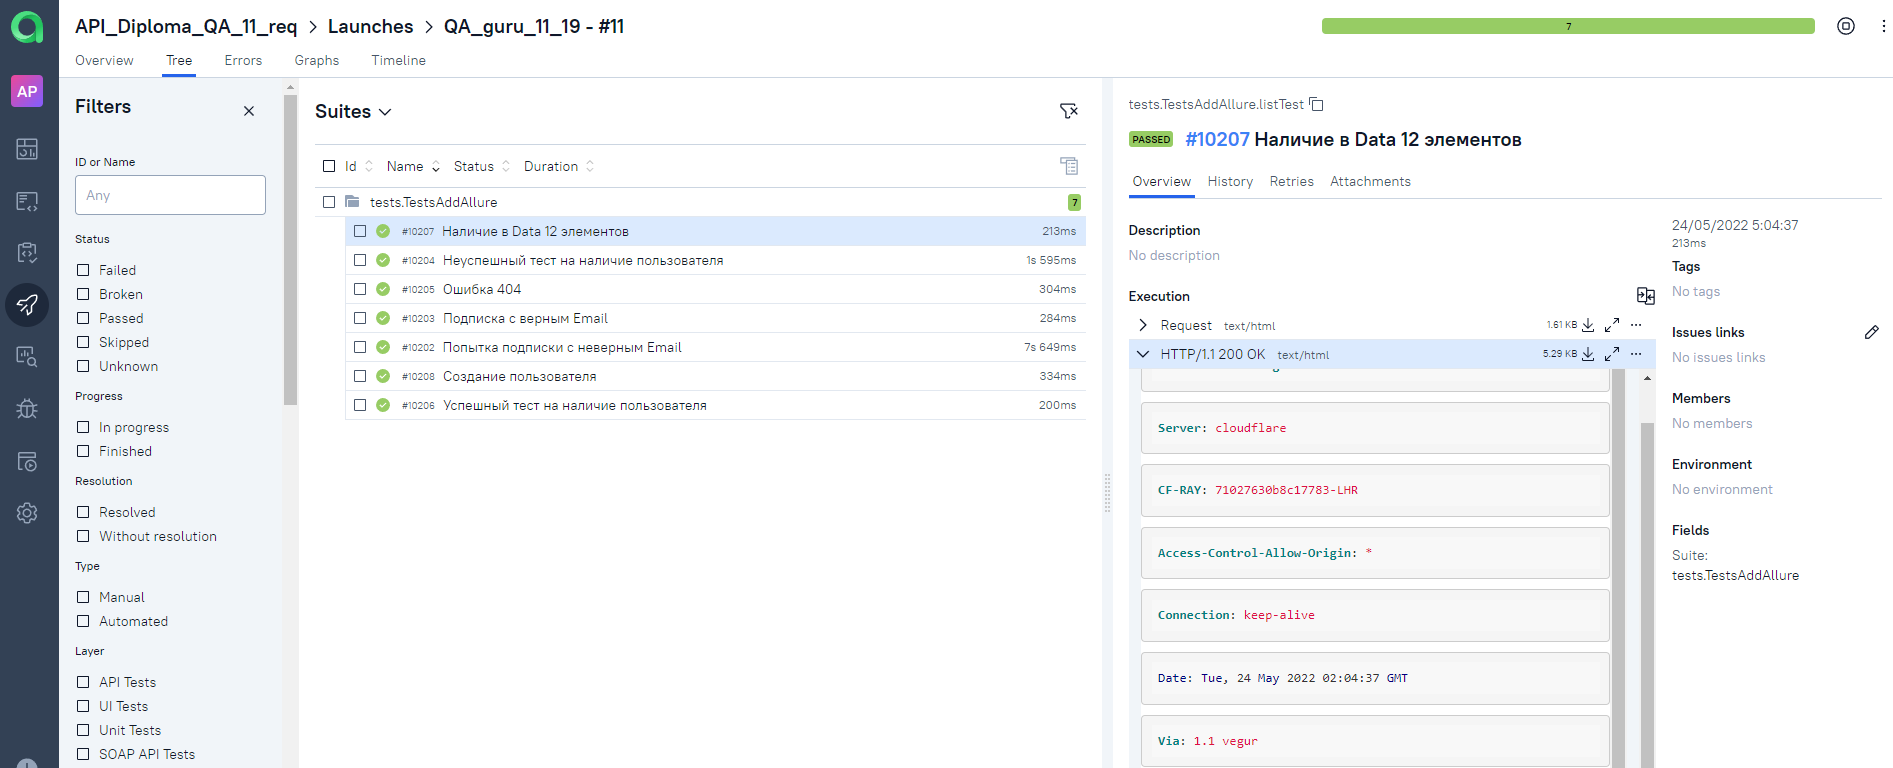 API_Diploma_QA_11_req > Launches > QA_guru_11_19 - #11
7
Overview Tree Errors Graphs Timeline
AP
Filters
ID or Name
Any
Status
Failed
Broken
Passed
Skipped
Unknown
Progress
In progress
Finished
Resolution
Resolved
Without resolution
Type
Manual
Automated
Layer
API Tests
UI Tests
Unit Tests
SOAP API Tests
Suites
Id Name Status Duration
tests.TestsAddAllure 7
#10207 Наличие в Data 12 элементов 213ms
#10204 Неуспешный тест на наличие пользователя 1s 595ms
#10205 Ошибка 404 304ms
#10203 Подписка с верным Email 284ms
#10202 Попытка подписки с неверным Email 7s 649ms
#10208 Создание пользователя 334ms
#10206 Успешный тест на наличие пользователя 200ms
tests.TestsAddAllure.listTest
PASSED #10207 Наличие в Data 12 элементов
Overview History Retries Attachments
Description
No description
Execution
Request text/html 1.61 KB
HTTP/1.1 200 OK text/html 5.29 KB
Server: cloudflare
CF-RAY: 71027630b8c17783-LHR
Access-Control-Allow-Origin: *
Connection: keep-alive
Date: Tue, 24 May 2022 02:04:37 GMT
Via: 1.1 vegur
24/05/2022 5:04:37
213ms
Tags
No tags
Issues links
No issues links
Members
No members
Environment
No environment
Fields
Suite:
tests.TestsAddAllure